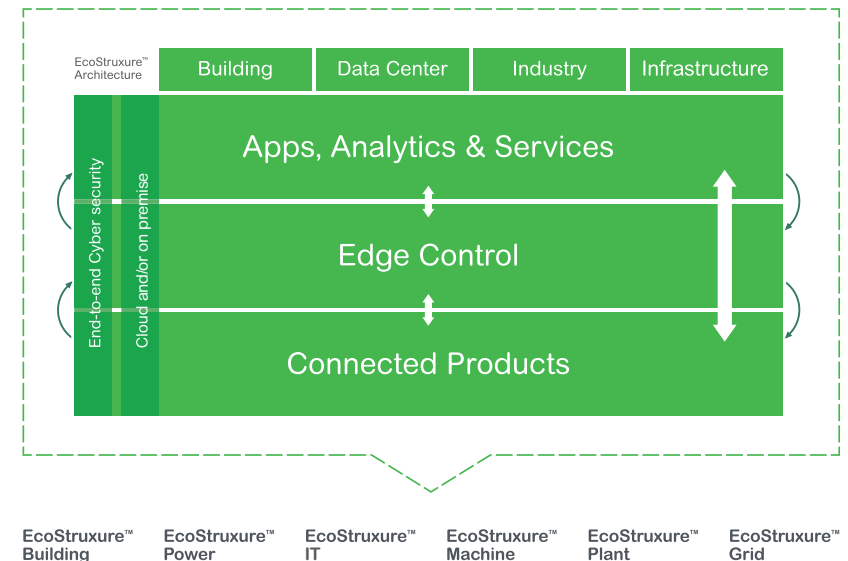 EcoStruxure™
Architecture
Building
Data Center
Industry
Infrastructure
End-to-end Cyber security
Cloud and/or on premise
Apps, Analytics & Services
Edge Control
Connected Products
EcoStruxure™
Building
EcoStruxure™
Power
EcoStruxure™
IT
EcoStruxure™
Machine
EcoStruxure™
Plant
EcoStruxure™
Grid